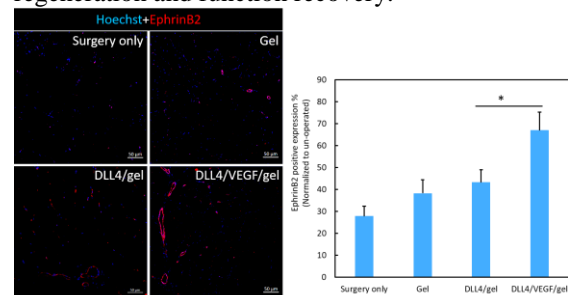 regeneration and function recovery.
Hoechst+EphrinB2
Surgery only
Gel
50 μm
50 μm
DLL4/gel
DLL4/VEGF/gel
50 μm
50 μm
EphrinB2 positive expression %
(Normalized to un-operated)
90
80
70
60
50
40
30
20
10
0
*
Surgery only
Gel
DLL4/gel
DLL4/VEGF/gel